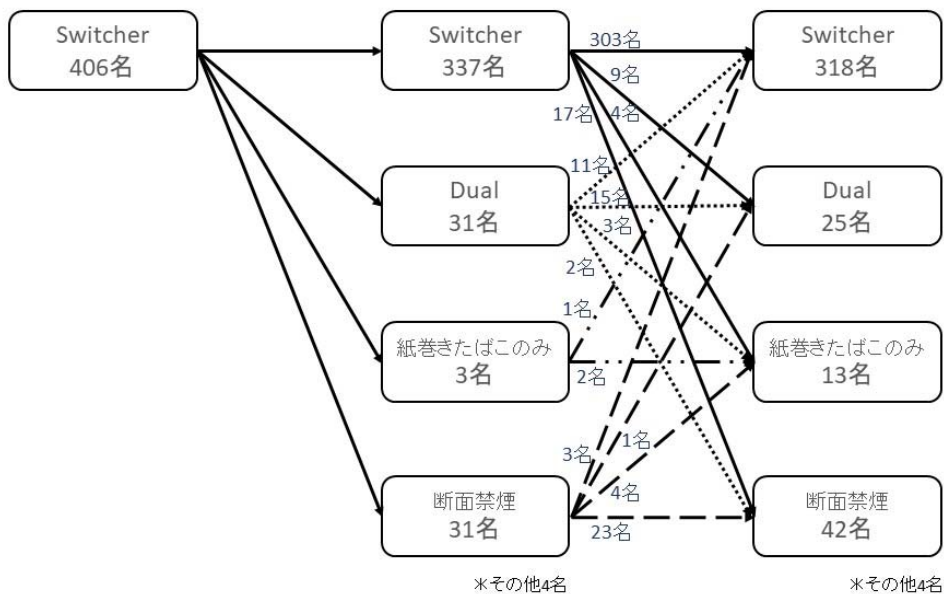 Switcher
406名
Switcher
337名
303名
Switcher
318名
9名
17名
4名
11名
Dual
31名
15名
Dual
25名
3名
2名
1名
紙巻きたばこのみ
3名
2名
紙巻きたばこのみ
13名
1名
3名
4名
断面禁煙
31名
23名
断面禁煙
42名
＊その他4名
＊その他4名